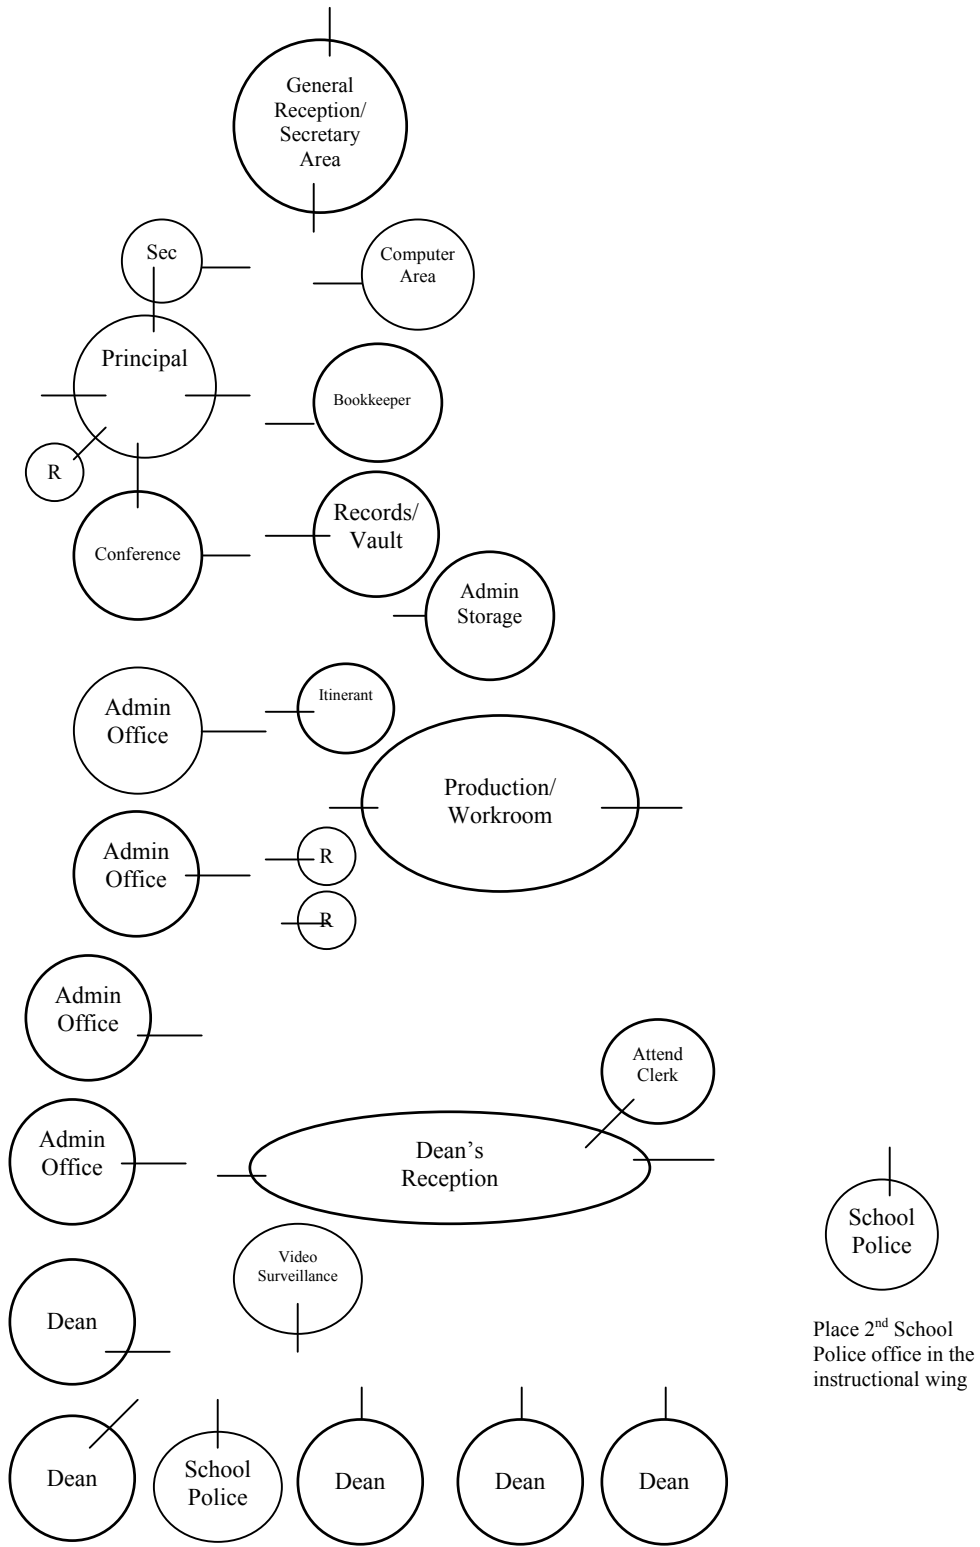 General
Reception/
Secretary
Area
Sec
Computer
Area
Principal
Bookkeeper
R
Records/
Vault
Conference
Admin
Storage
Itinerant
Admin
Office
Production/
Workroom
Admin
Office
R
R
Admin
Office
Attend
Clerk
Admin
Office
Dean’s
Reception
School
Police
Video
Surveillance
Dean
Place 2nd School
Police office in the
instructional wing
Dean
School
Police
Dean
Dean
Dean